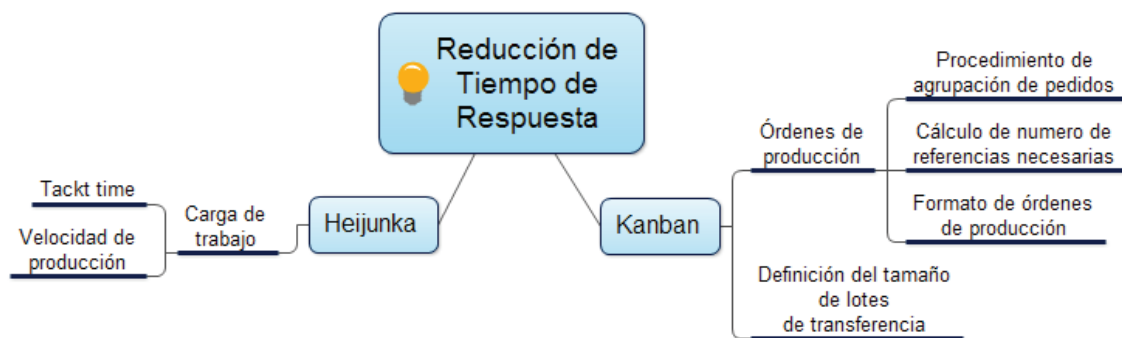 Reducción de
Tiempo de
Respuesta
Heijunka
Carga de
trabajo
Tackt time
Velocidad de
producción
Kanban
Órdenes de
producción
Procedimiento de
agrupación de pedidos
Cálculo de numero de
referencias necesarias
Formato de órdenes
de producción
Definición del tamaño
de lotes
de transferencia